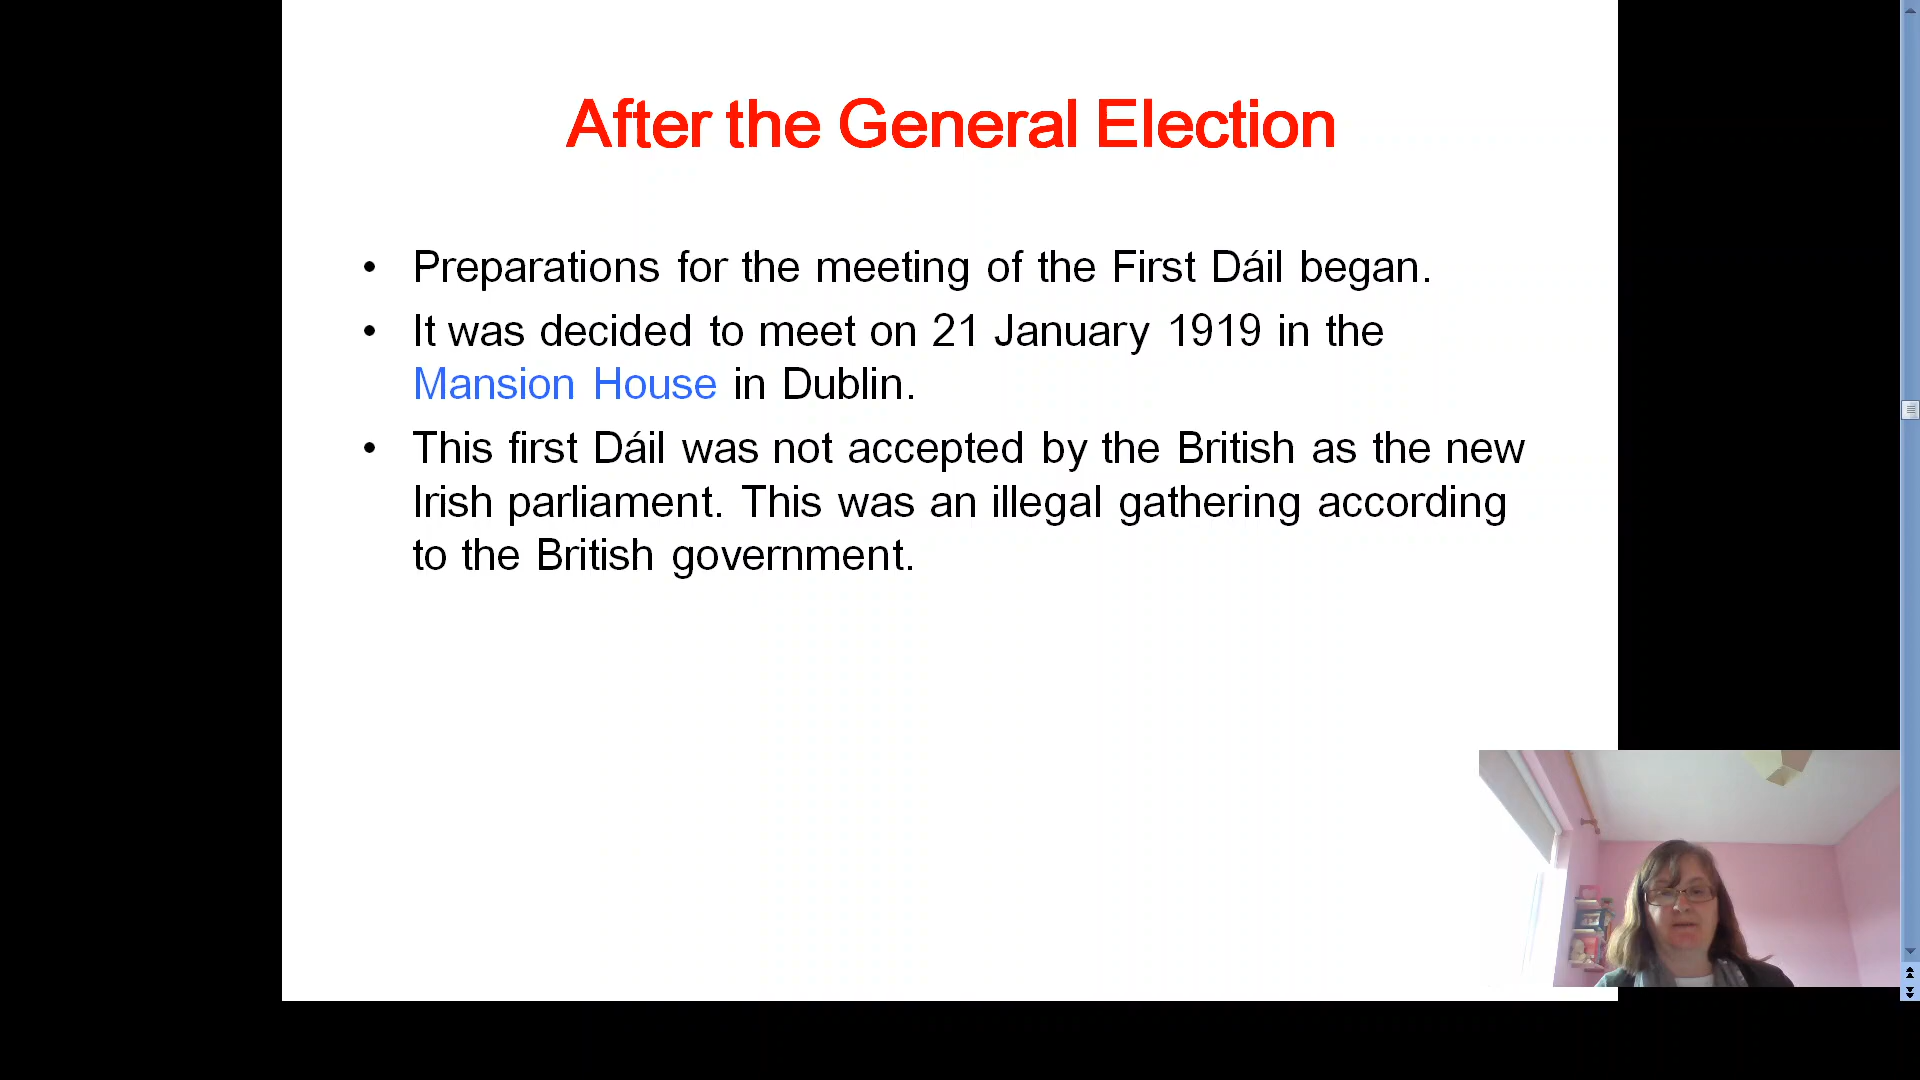 After the General Election
• Preparations for the meeting of the First Dáil began.
• It was decided to meet on 21 January 1919 in the
Mansion House in Dublin.
• This first Dáil was not accepted by the British as the new
Irish parliament. This was an illegal gathering according
to the British government.